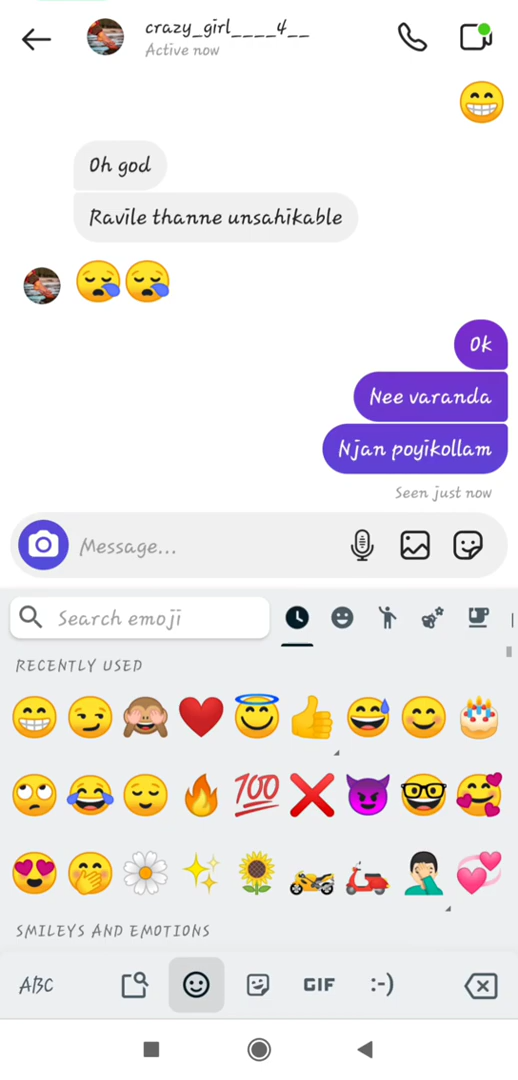 crazy_girl____4__
Active now
Oh god
Ravile thanne unsahikable
Ok
Nee varanda
Njan poyikollam
Seen just now
Message...
Search emoji
RECENTLY USED
100
SMILEYS AND EMOTIONS
ABC
GIF
:-)